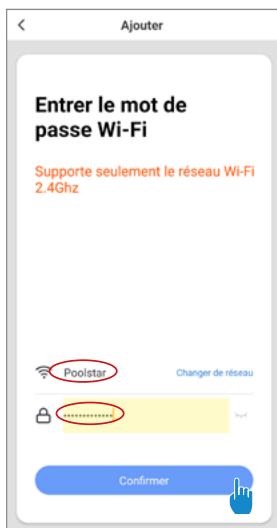 Ajouter
Entrer le mot de
passe Wi-Fi
Supporte seulement le réseau Wi-Fi
2.4Ghz
Poolstar
Changer de réseau
•••••••••••••
Confirmer